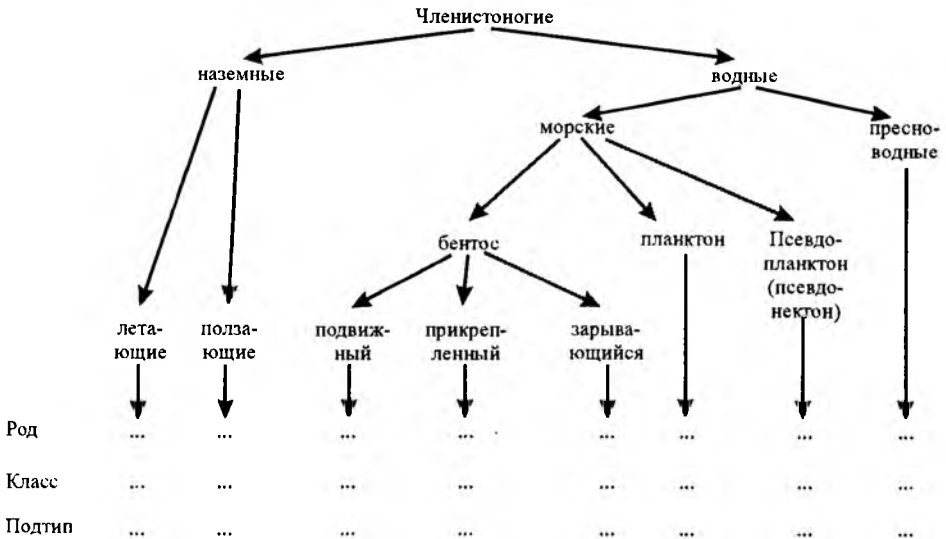 Членистоногие
наземные
водные
морские
пресно-
водные
бентос
планктон
Псевдо-
планктон
(псевдо-
нектон)
лета-
ющие
ползa-
ющие
подвиж-
ный
прикреп-
ленный
зарыва-
ющийся
Род ... ... ... ... ... ... ... ...
Класс ... ... ... ... ... ... ... ...
Подтип ... ... ... ... ... ... ... ...